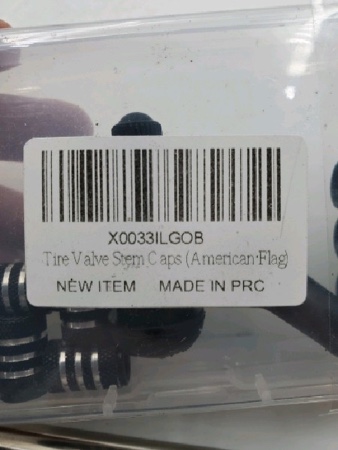 X0033ILGOB
Tire Valve Stem Caps (American Flag)
NEW ITEM MADE IN PRC